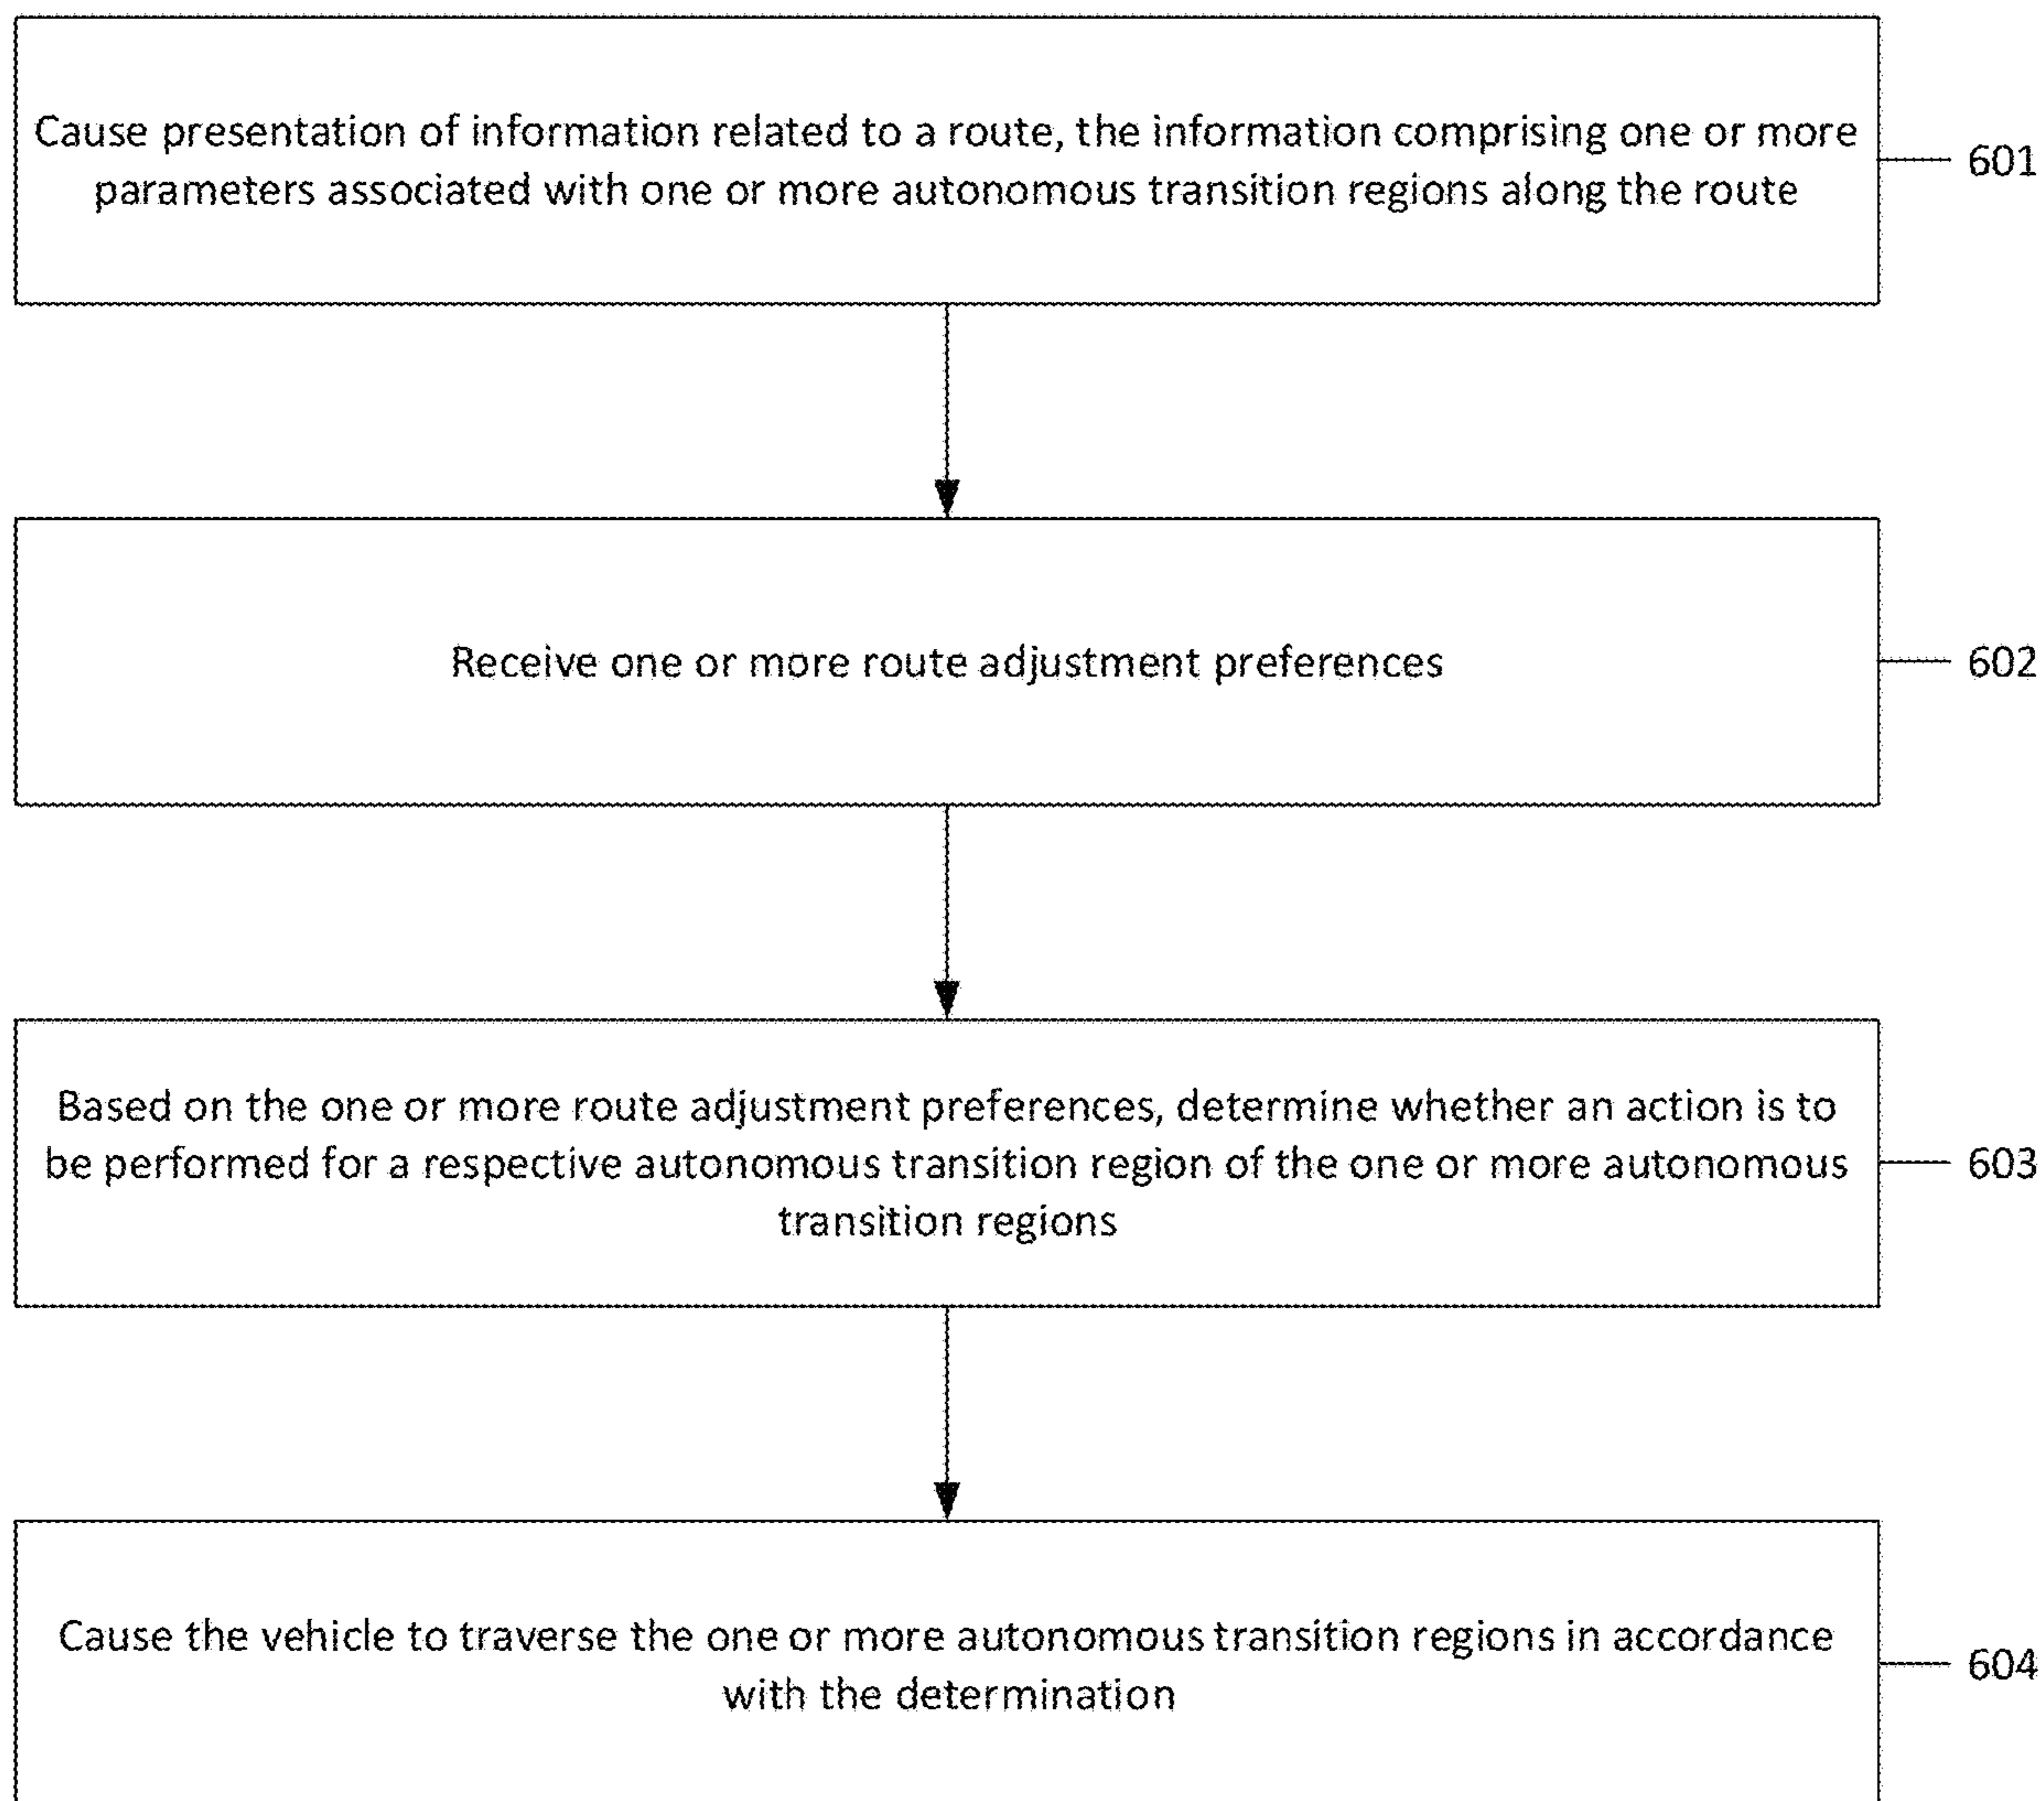 Cause presentation of information related to a route, the information comprising one or more
parameters associated with one or more autonomous transition regions along the route
601
Receive one or more route adjustment preferences
602
Based on the one or more route adjustment preferences, determine whether an action is to
be performed for a respective autonomous transition region of the one or more autonomous
transition regions
603
Cause the vehicle to traverse the one or more autonomous transition regions in accordance
with the determination
604